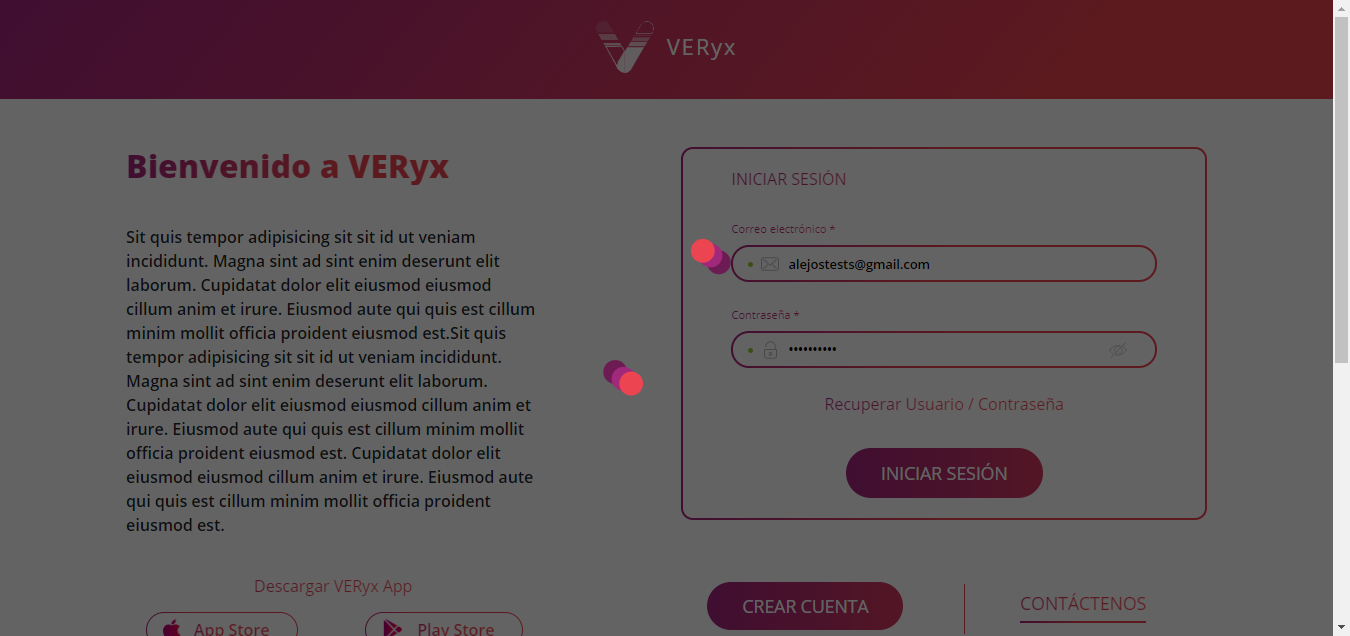 VERyx
Bienvenido a VERyx
Sit quis tempor adipisicing sit sit id ut veniam
incididunt. Magna sint ad sint enim deserunt elit
laborum. Cupidatat dolor elit eiusmod eiusmod
cillum anim et irure. Eiusmod aute qui quis est cillum
minim mollit officia proident eiusmod est.Sit quis
tempor adipisicing sit sit id ut veniam incididunt.
Magna sint ad sint enim deserunt elit laborum.
Cupidatat dolor elit eiusmod eiusmod cillum anim et
irure. Eiusmod aute qui quis est cillum minim mollit
officia proident eiusmod est. Cupidatat dolor elit
eiusmod eiusmod cillum anim et irure. Eiusmod aute
qui quis est cillum minim mollit officia proident
eiusmod est.
Descargar VERyx App
App Store
Play Store
INICIAR SESIÓN
Correo electrónico *
alejostests@gmail.com
Contraseña *
••••••••••
Recuperar Usuario / Contraseña
INICIAR SESIÓN
CREAR CUENTA
CONTÁCTENOS